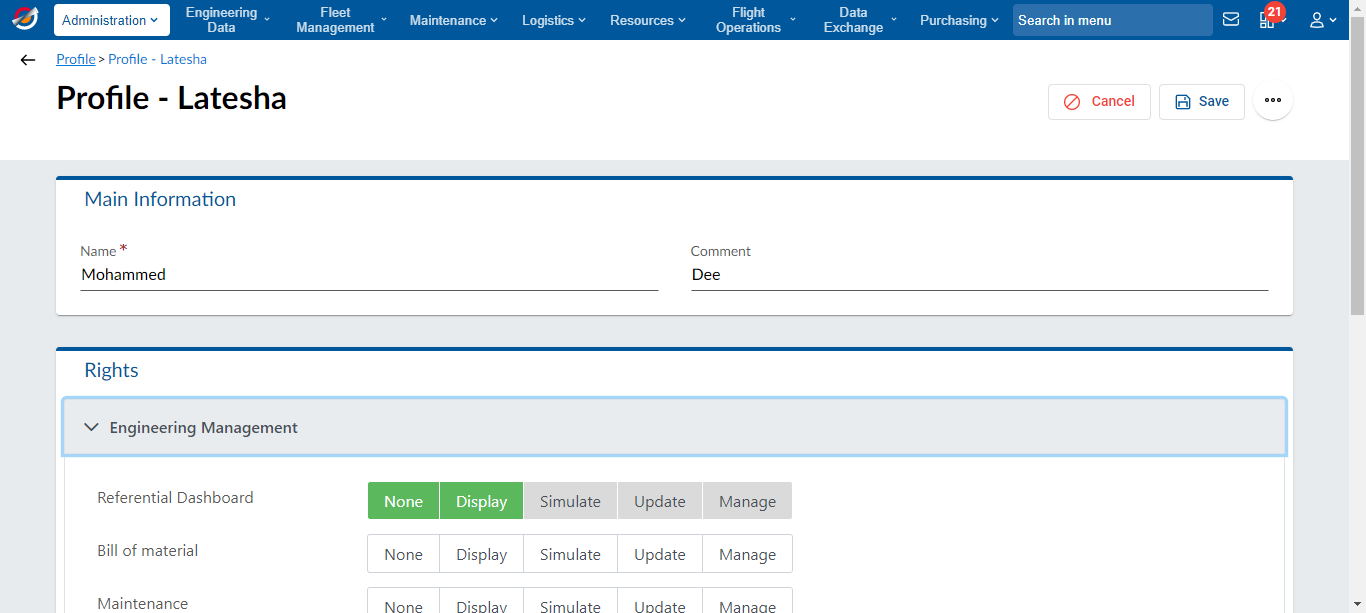 Administration
Engineering Data
Fleet Management
Maintenance
Logistics
Resources
Flight Operations
Data Exchange
Purchasing
Search in menu
21
Profile > Profile - Latesha
Profile - Latesha
Cancel
Save
Main Information
Name *
Mohammed
Comment
Dee
Rights
Engineering Management
Referential Dashboard
None Display Simulate Update Manage
Bill of material
None Display Simulate Update Manage
Maintenance
None Display Simulate Update Manage